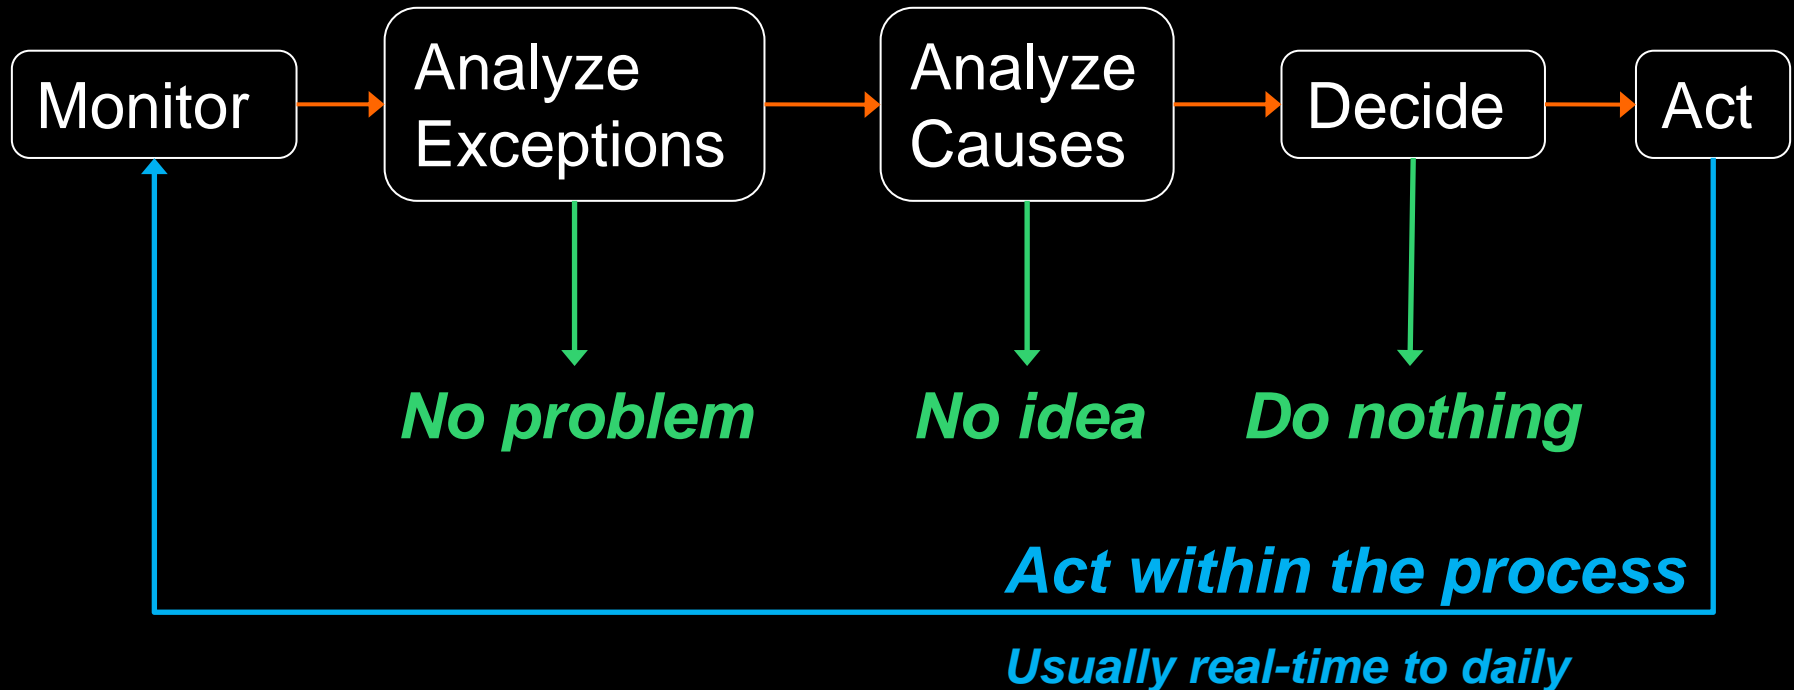 Monitor
Analyze
Exceptions
Analyze
Causes
Decide
Act
No problem
No idea
Do nothing
Act within the process
Usually real-time to daily